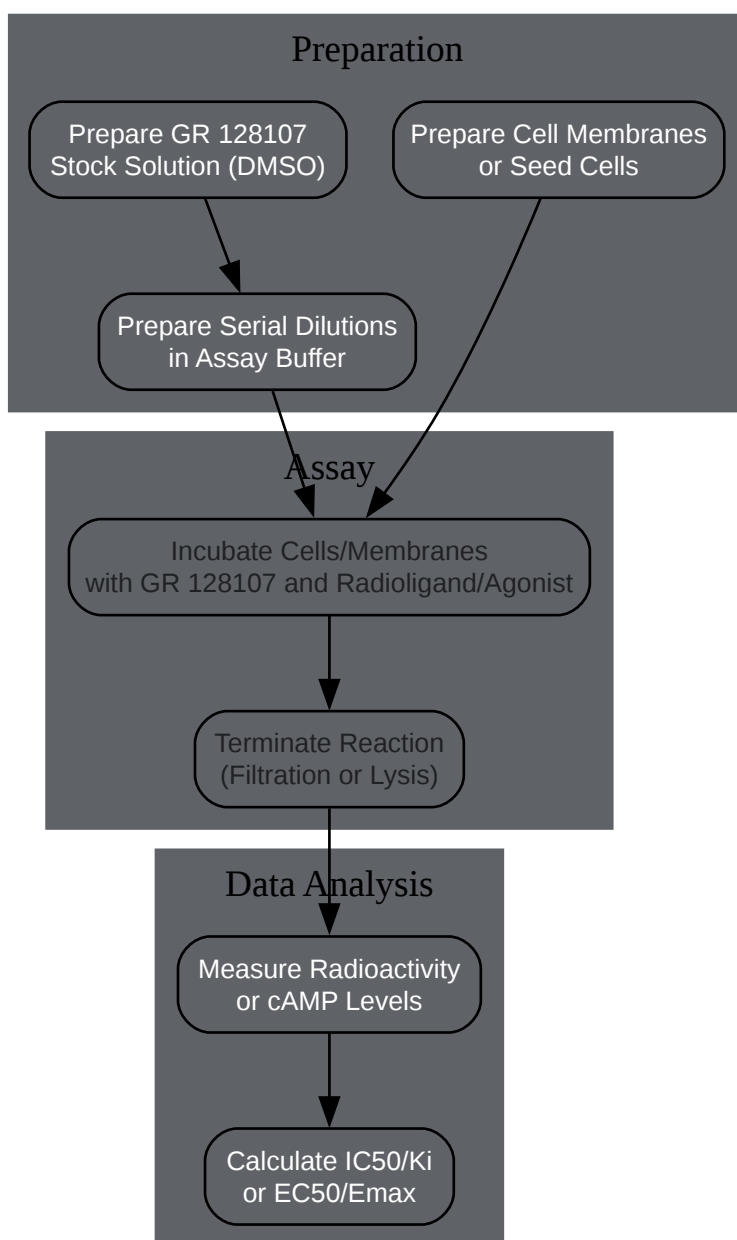 Preparation
Prepare GR 128107
Stock Solution (DMSO)
Prepare Cell Membranes
or Seed Cells
Prepare Serial Dilutions
in Assay Buffer
Assay
Incubate Cells/Membranes
with GR 128107 and Radioligand/Agonist
Terminate Reaction
(Filtration or Lysis)
Data Analysis
Measure Radioactivity
or cAMP Levels
Calculate IC50/Ki
or EC50/Emax